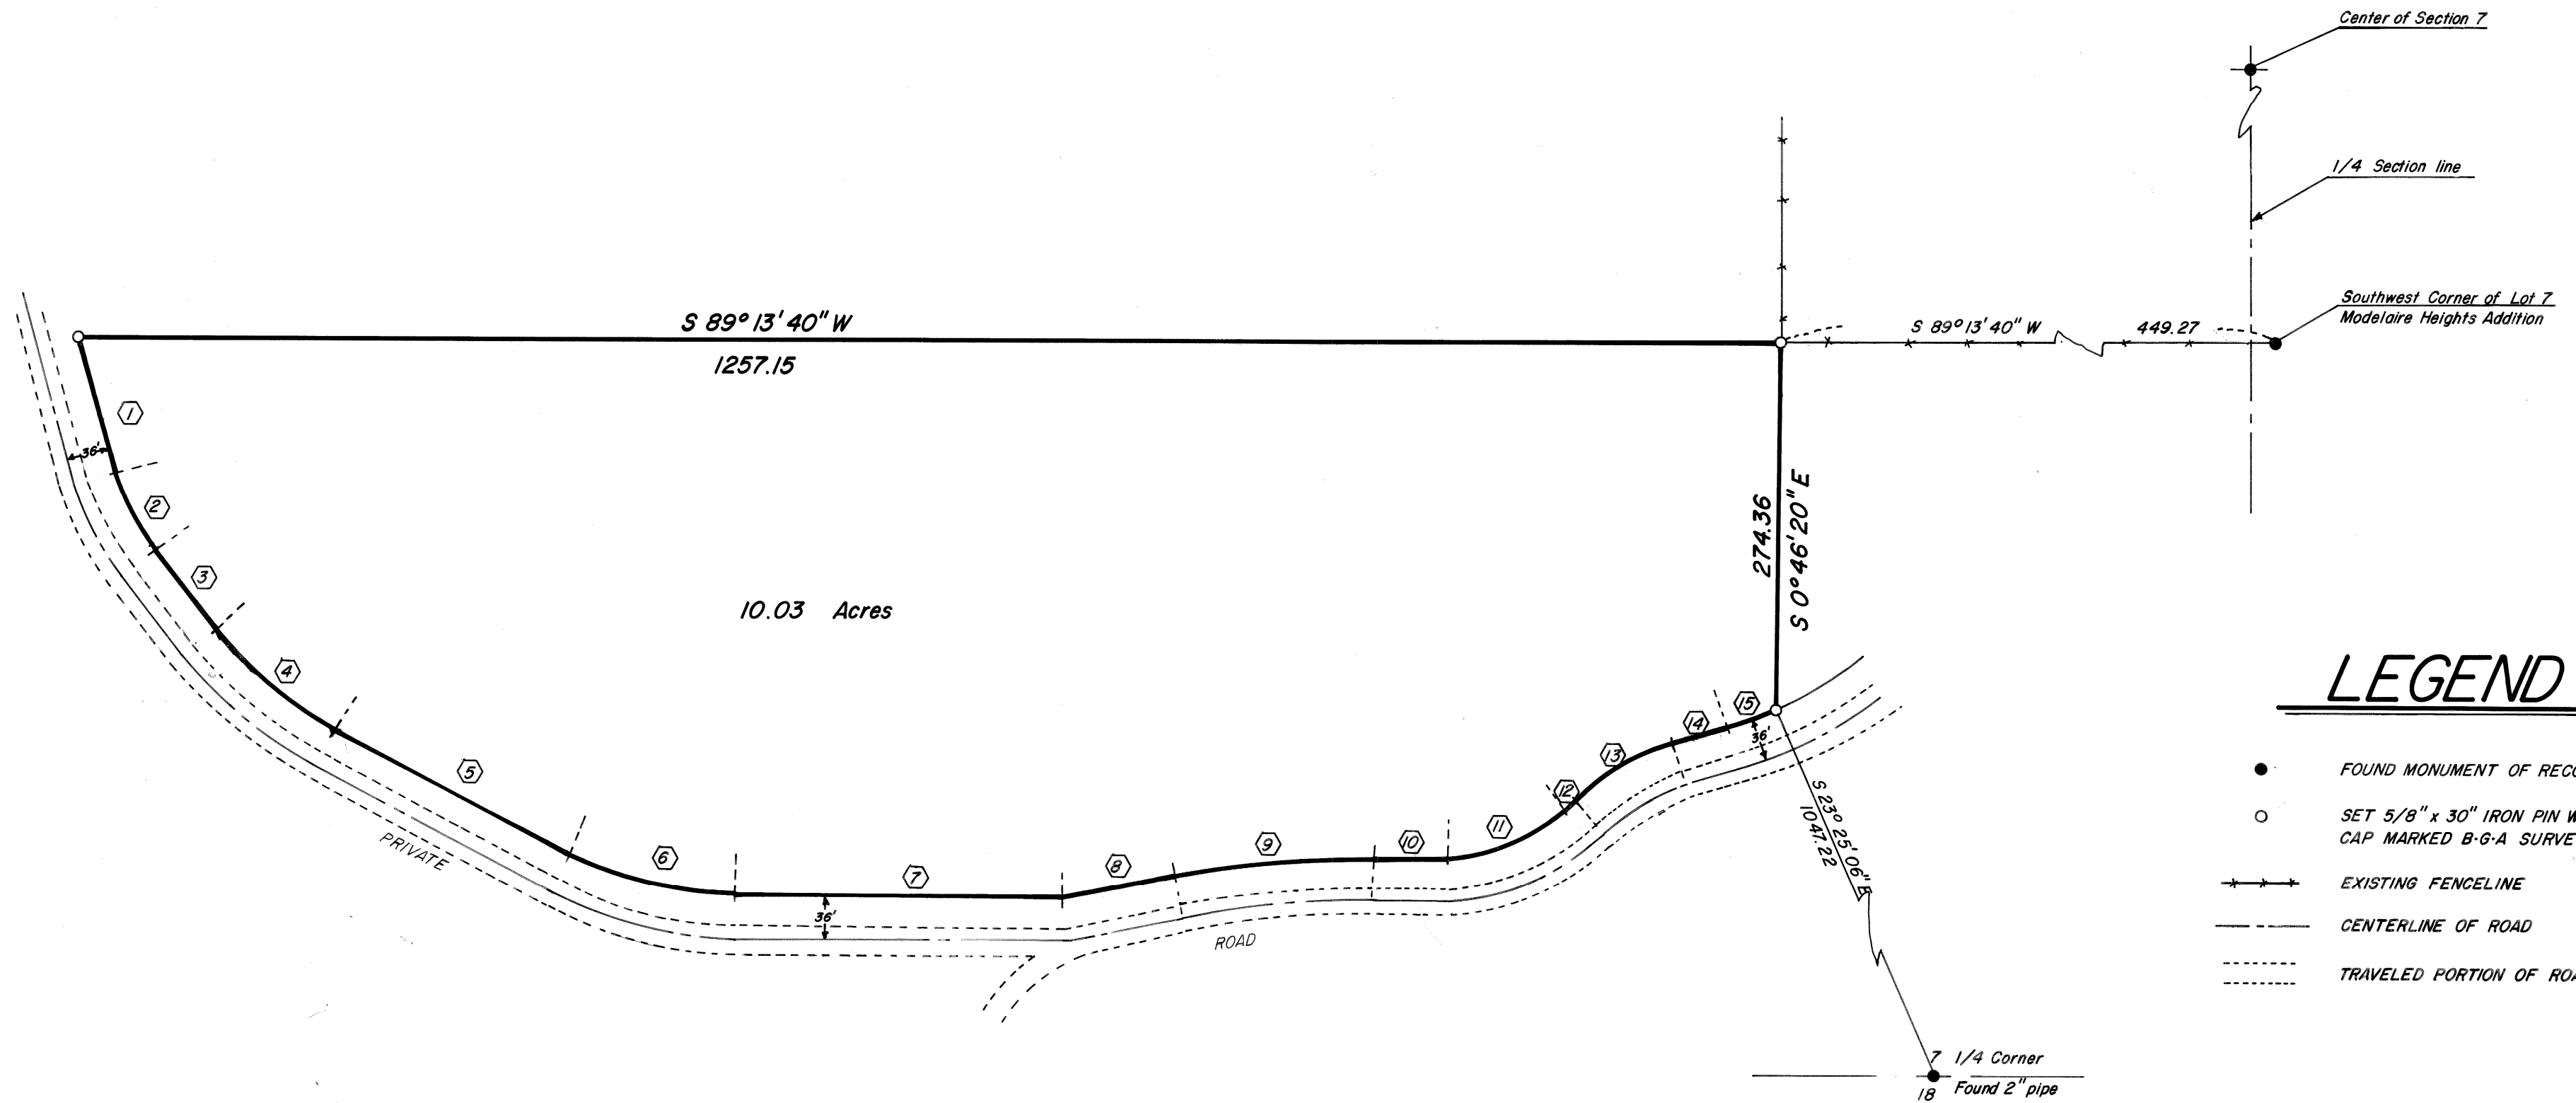 Center of Section 7
1/4 Section line
Southwest Corner of Lot 7
Modelaire Heights Addition
S 89° 13' 40" W
449.27
S 89° 13' 40" W
1257.15
1
36'
2
3
4
5
6
7
36'
8
9
10
11
12
13
14
15
36'
10.03 Acres
274.36
S 0° 46' 20" E
S 23° 25' 06" E
1047.22
PRIVATE
ROAD
7 1/4 Corner
18 Found 2" pipe
LEGEND
FOUND MONUMENT OF RECO
SET 5/8" x 30" IRON PIN W
CAP MARKED B·G·A SURVE
EXISTING FENCELINE
CENTERLINE OF ROAD
TRAVELED PORTION OF ROA